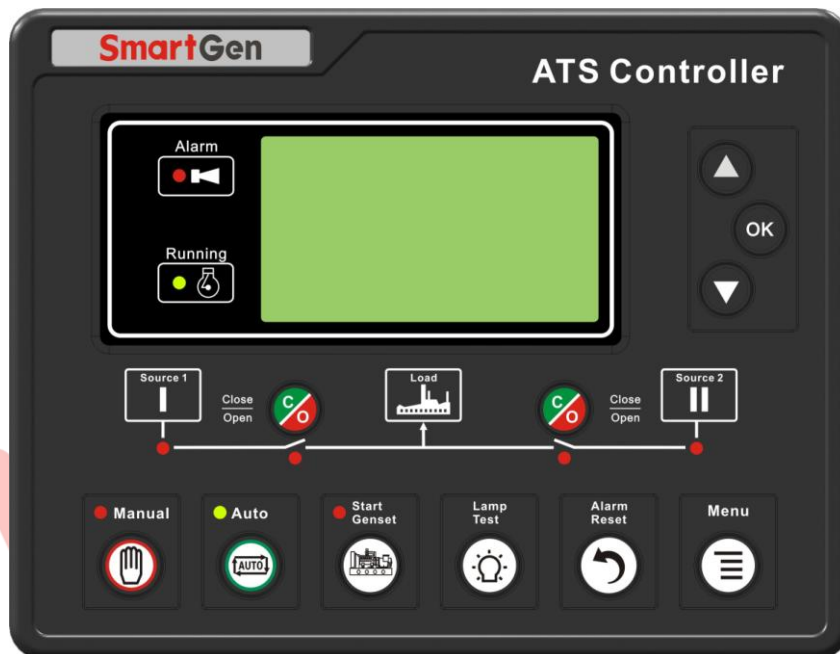 SmartGen
ATS Controller
Alarm
Running
OK
Source 1
I
Close
Open
C/O
Load
C/O
Close
Open
Source 2
II
Manual
Auto
Start
Genset
Lamp
Test
Alarm
Reset
Menu
AUTO